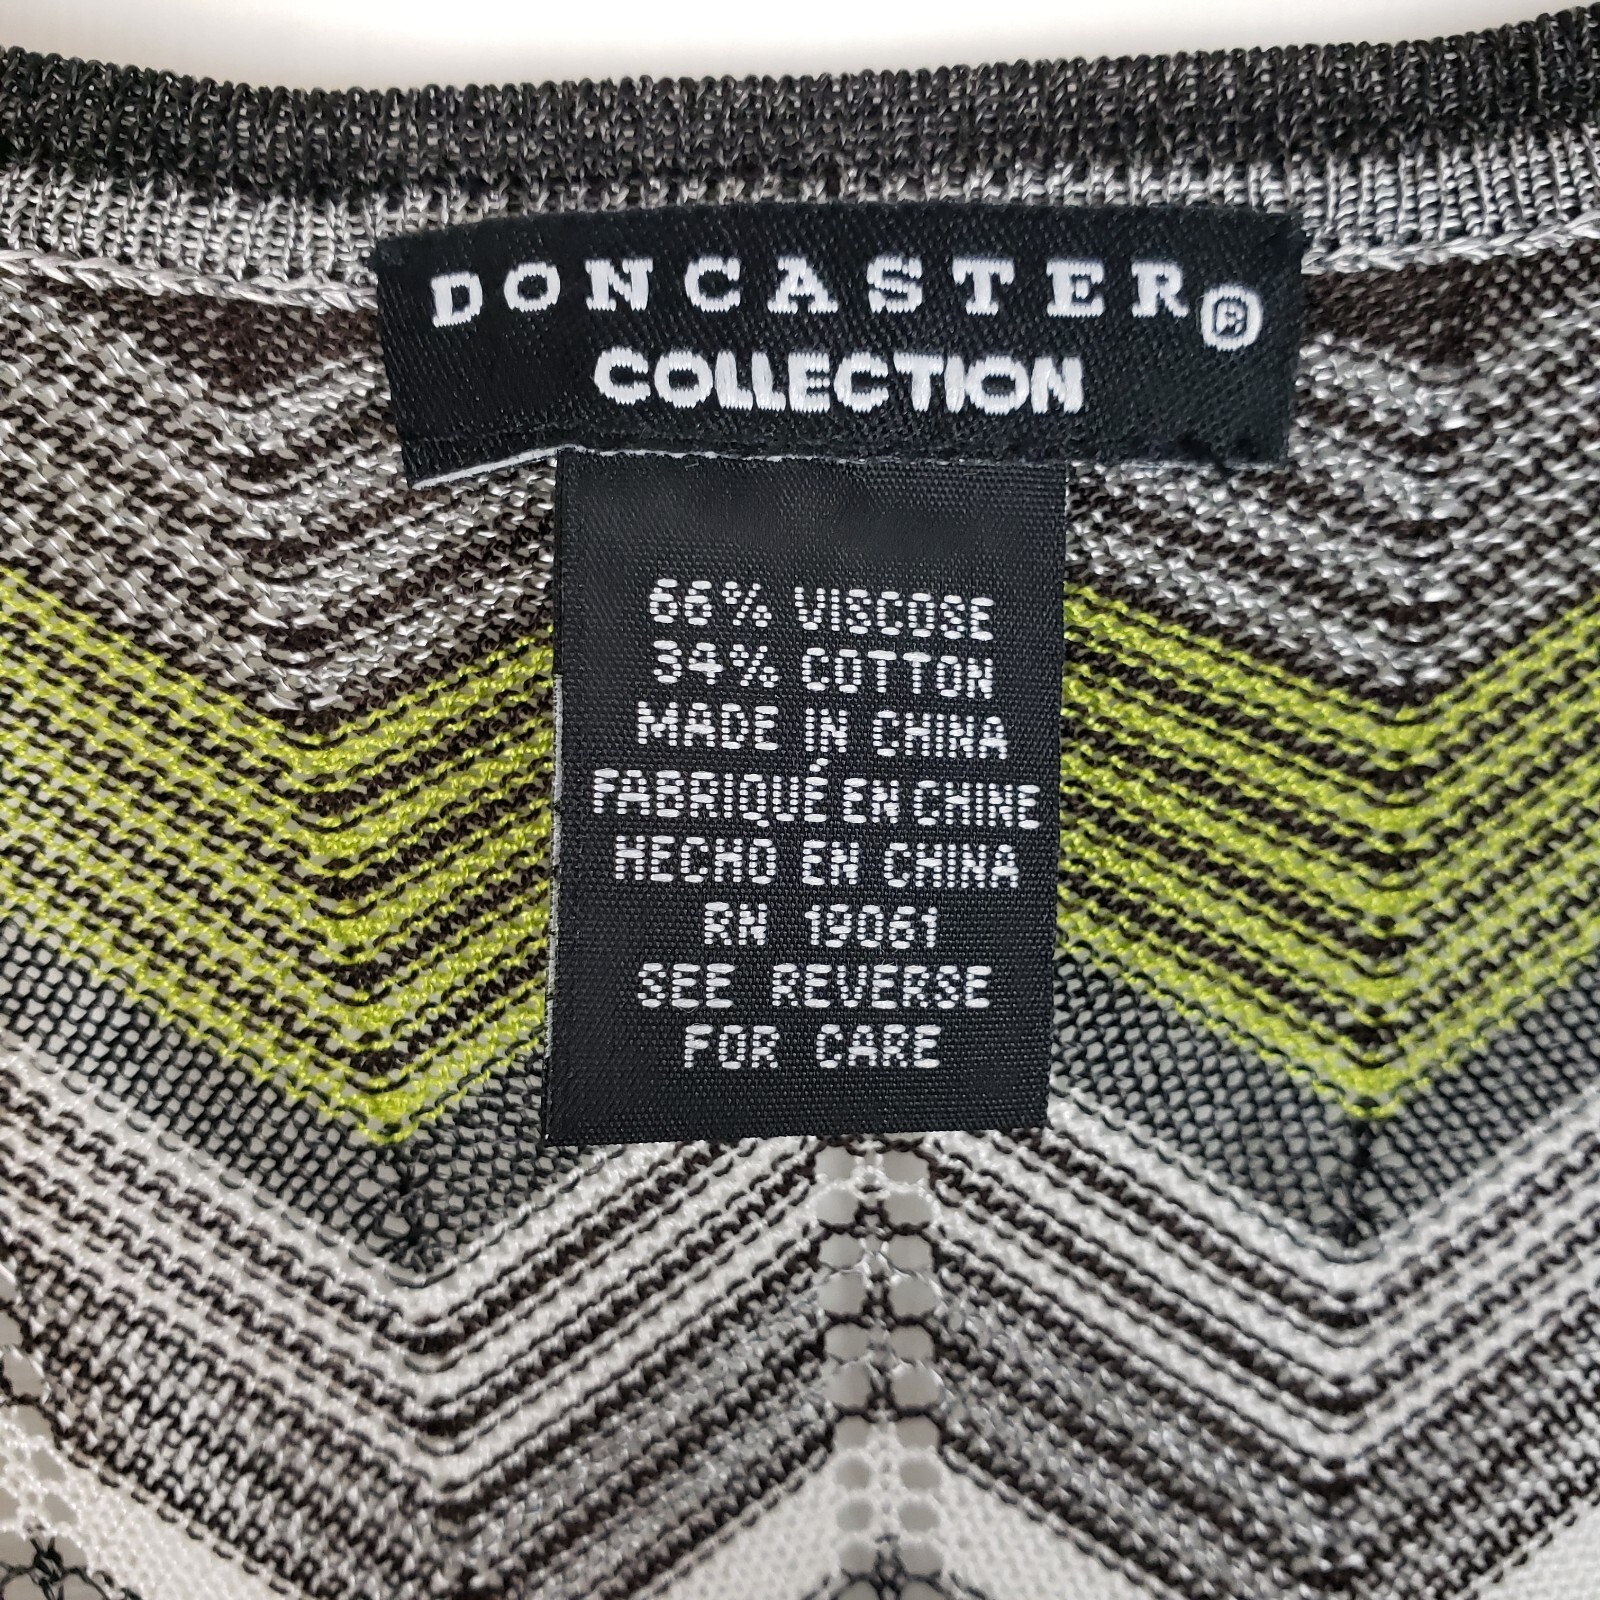 DONCASTER®
COLLECTION
66% VISCOSE
34% COTTON
MADE IN CHINA
FABRIQUÉ EN CHINE
HECHO EN CHINA
RN 19061
SEE REVERSE
FOR CARE